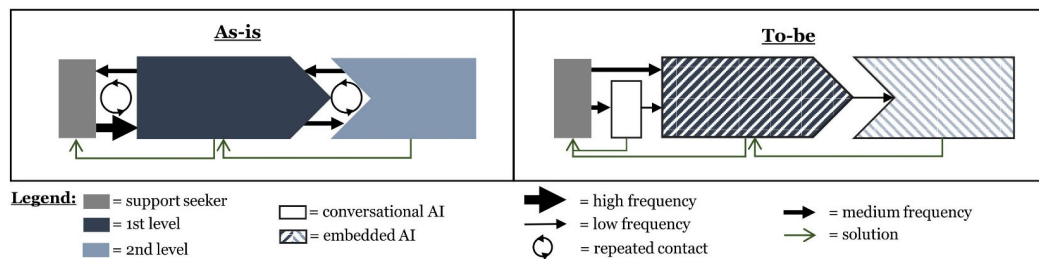 As-is
To-be
Legend:
= support seeker
= 1st level
= 2nd level
= conversational AI
= embedded AI
= high frequency
= low frequency
= repeated contact
= medium frequency
= solution